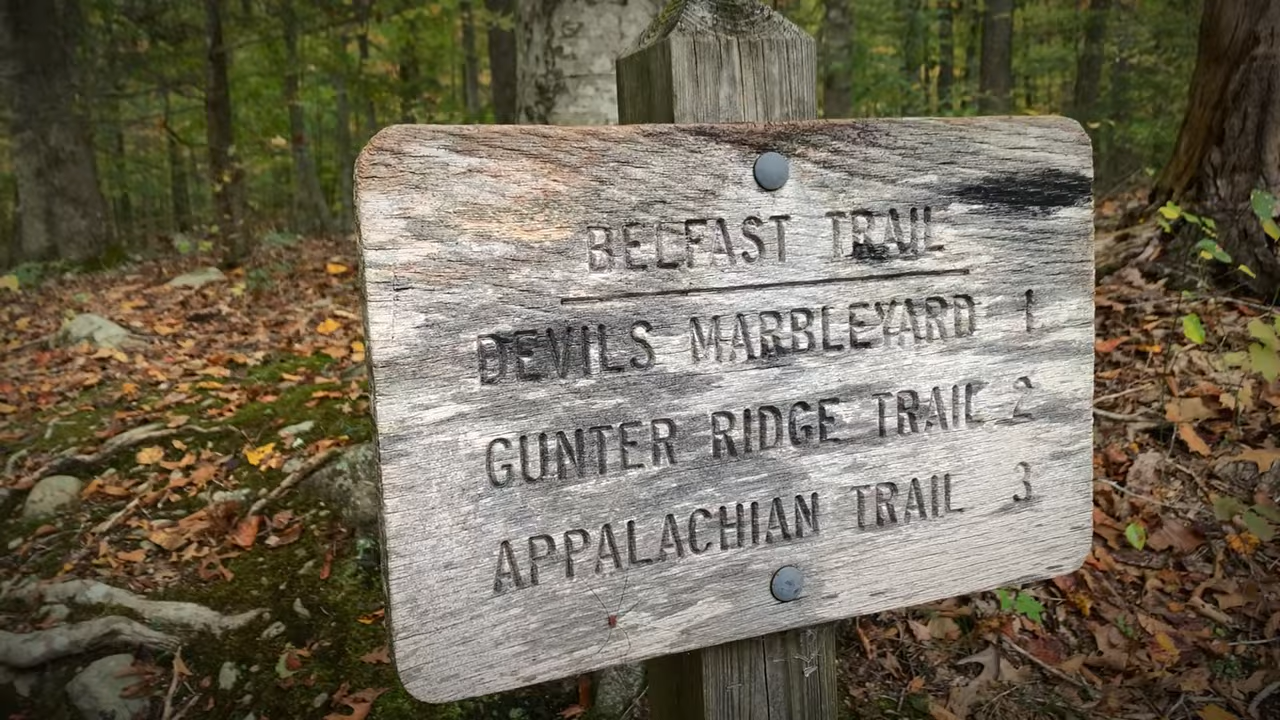 BELFAST TRAIL
DEVILS MARBLEYARD 1
GUNTER RIDGE TRAIL 2
APPALACHIAN TRAIL 3